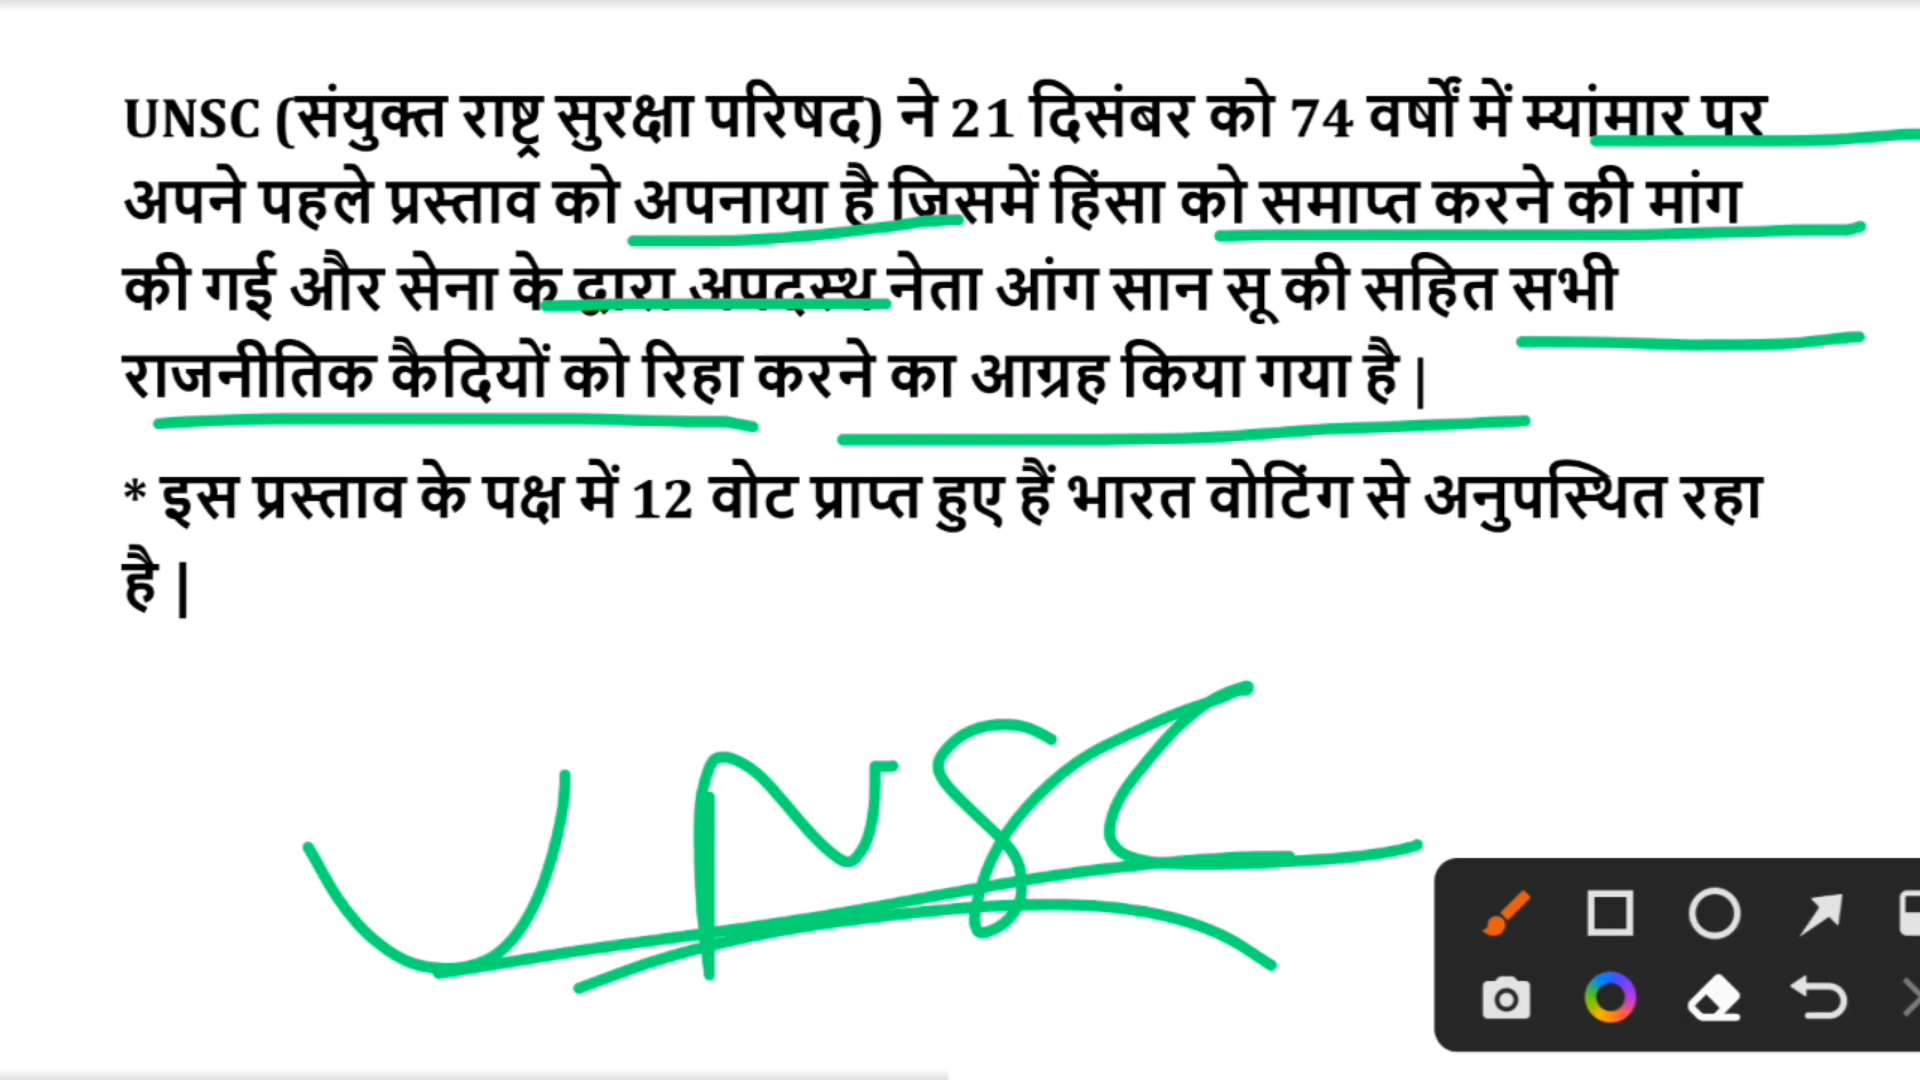 UNSC (संयुक्त राष्ट्र सुरक्षा परिषद) ने 21 दिसंबर को 74 वर्षों में म्यांमार पर
अपने पहले प्रस्ताव को अपनाया है जिसमें हिंसा को समाप्त करने की मांग
की गई और सेना के द्वारा अपदस्थ नेता आंग सान सू की सहित सभी
राजनीतिक कैदियों को रिहा करने का आग्रह किया गया है |
* इस प्रस्ताव के पक्ष में 12 वोट प्राप्त हुए हैं भारत वोटिंग से अनुपस्थित रहा
है |
UNSC